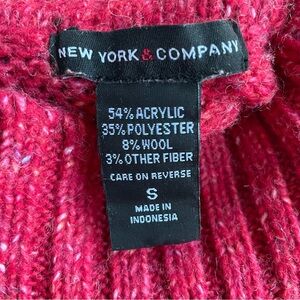 NEW YORK & COMPANY
54% ACRYLIC
35% POLYESTER
8% WOOL
3% OTHER FIBER
CARE ON REVERSE
S
MADE IN
INDONESIA